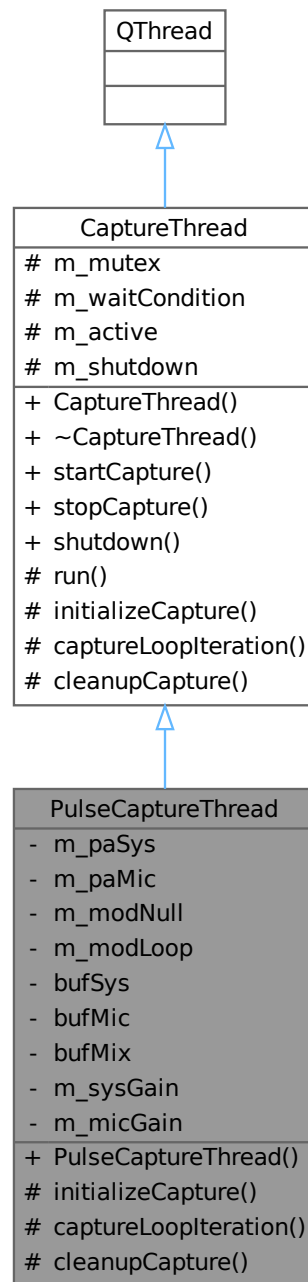 QThread
CaptureThread
# m_mutex
# m_waitCondition
# m_active
# m_shutdown
+ CaptureThread()
+ ~CaptureThread()
+ startCapture()
+ stopCapture()
+ shutdown()
# run()
# initializeCapture()
# captureLoopIteration()
# cleanupCapture()
PulseCaptureThread
- m_paSys
- m_paMic
- m_modNull
- m_modLoop
- bufSys
- bufMic
- bufMix
- m_sysGain
- m_micGain
+ PulseCaptureThread()
# initializeCapture()
# captureLoopIteration()
# cleanupCapture()